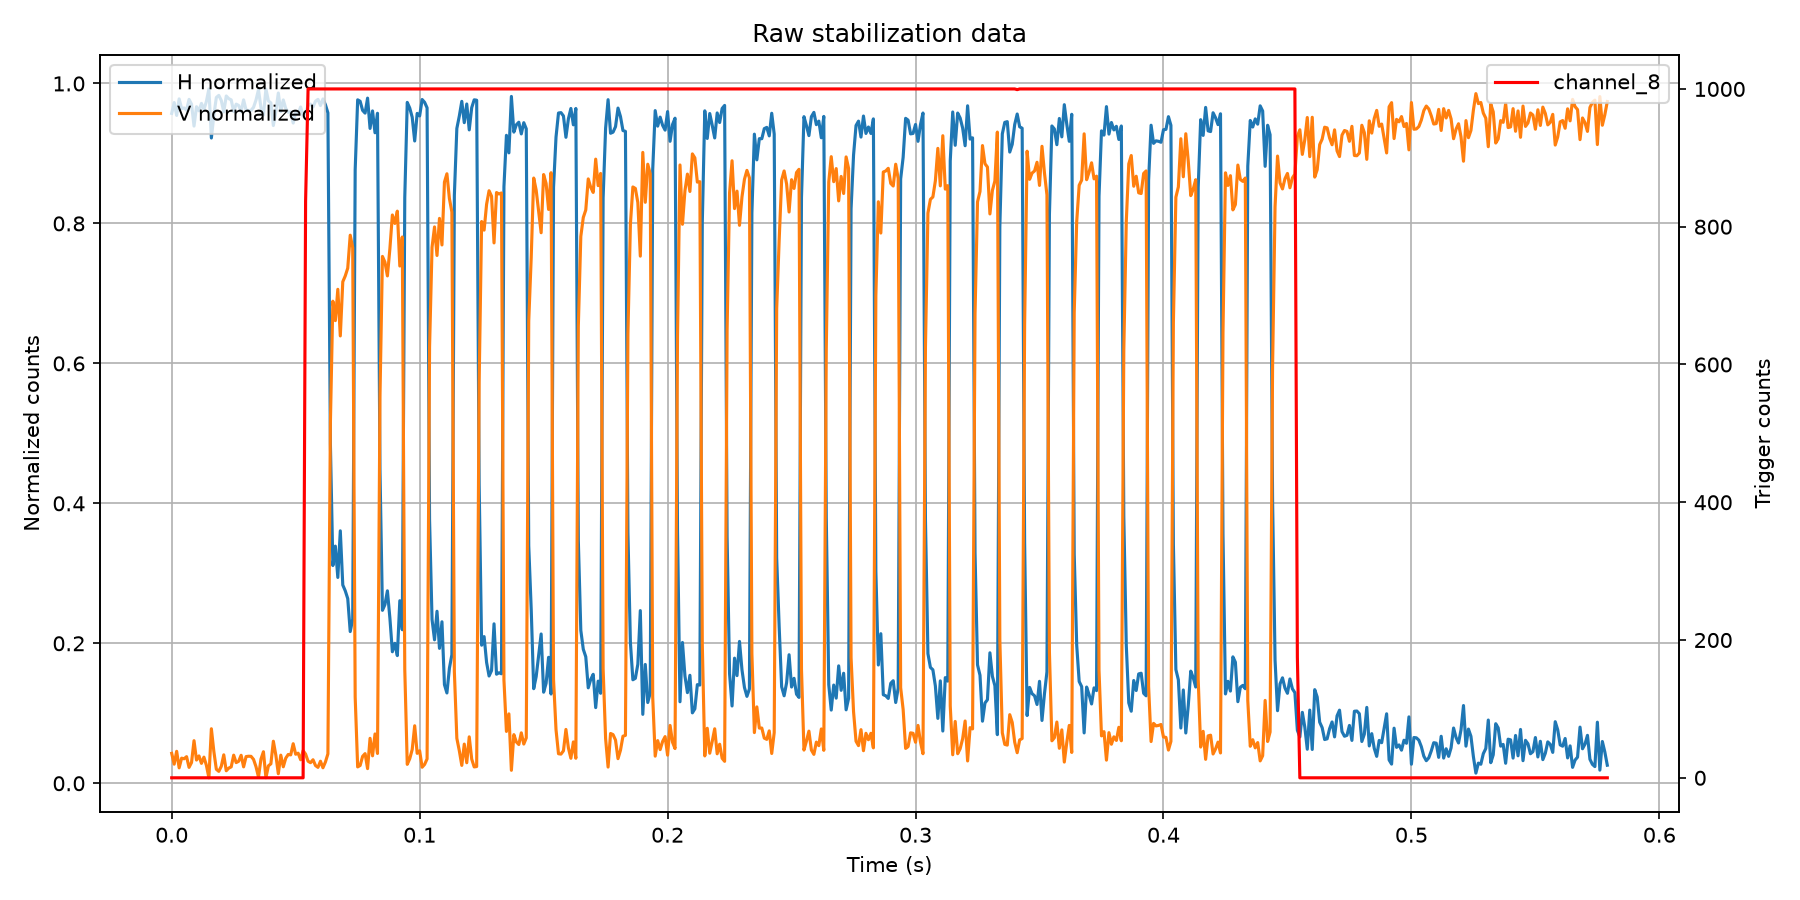 Raw stabilization data
H normalized
V normalized
channel_8
Normalized counts
1.0
0.8
0.6
0.4
0.2
0.0
1000
800
600
400
200
0
Trigger counts
0.0 0.1 0.2 0.3 0.4 0.5 0.6
Time (s)